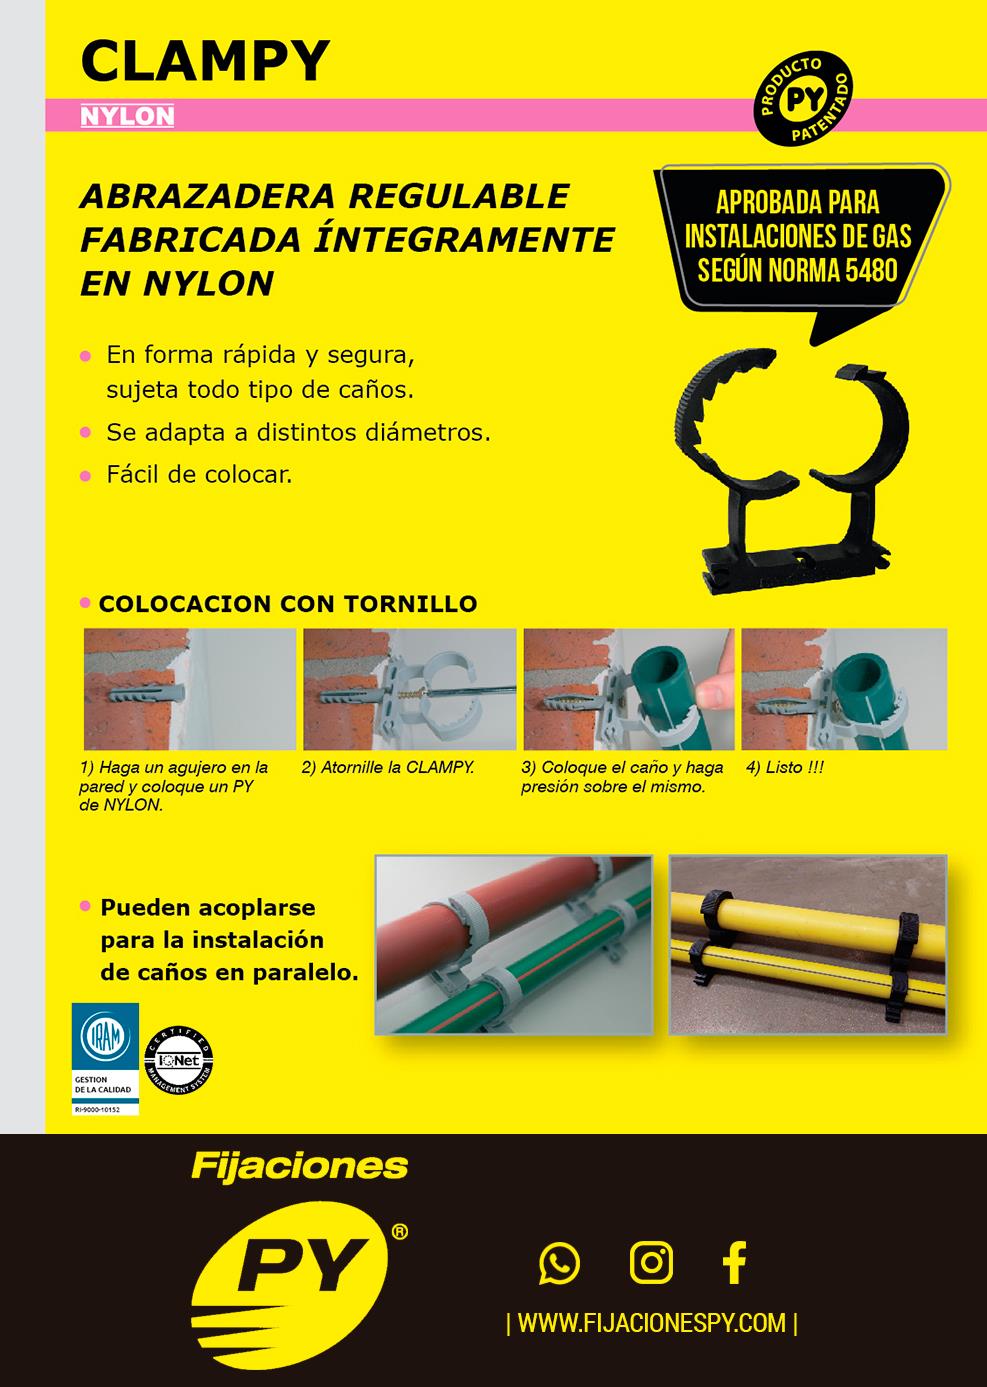 CLAMPY
NYLON
PRODUCTO
PY
PATENTADO
ABRAZADERA REGULABLE
FABRICADA ÍNTEGRAMENTE
EN NYLON
APROBADA PARA
INSTALACIONES DE GAS
SEGÚN NORMA 5480
En forma rápida y segura,
sujeta todo tipo de caños.
Se adapta a distintos diámetros.
Fácil de colocar.
COLOCACION CON TORNILLO
1) Haga un agujero en la
pared y coloque un PY
de NYLON.
2) Atornille la CLAMPY.
3) Coloque el caño y haga
presión sobre el mismo.
4) Listo !!!
Pueden acoplarse
para la instalación
de caños en paralelo.
IRAM
GESTION
DE LA CALIDAD
RI-9000-10152
CERTIFIED
IQNet
MANAGEMENT SYSTEM
Fijaciones
PY®
| WWW.FIJACIONESPY.COM |